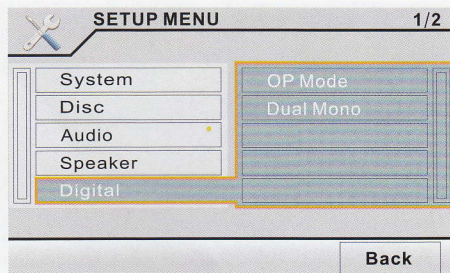 SETUP MENU 1/2
System
Disc
Audio
Speaker
Digital
OP Mode
Dual Mono
Back